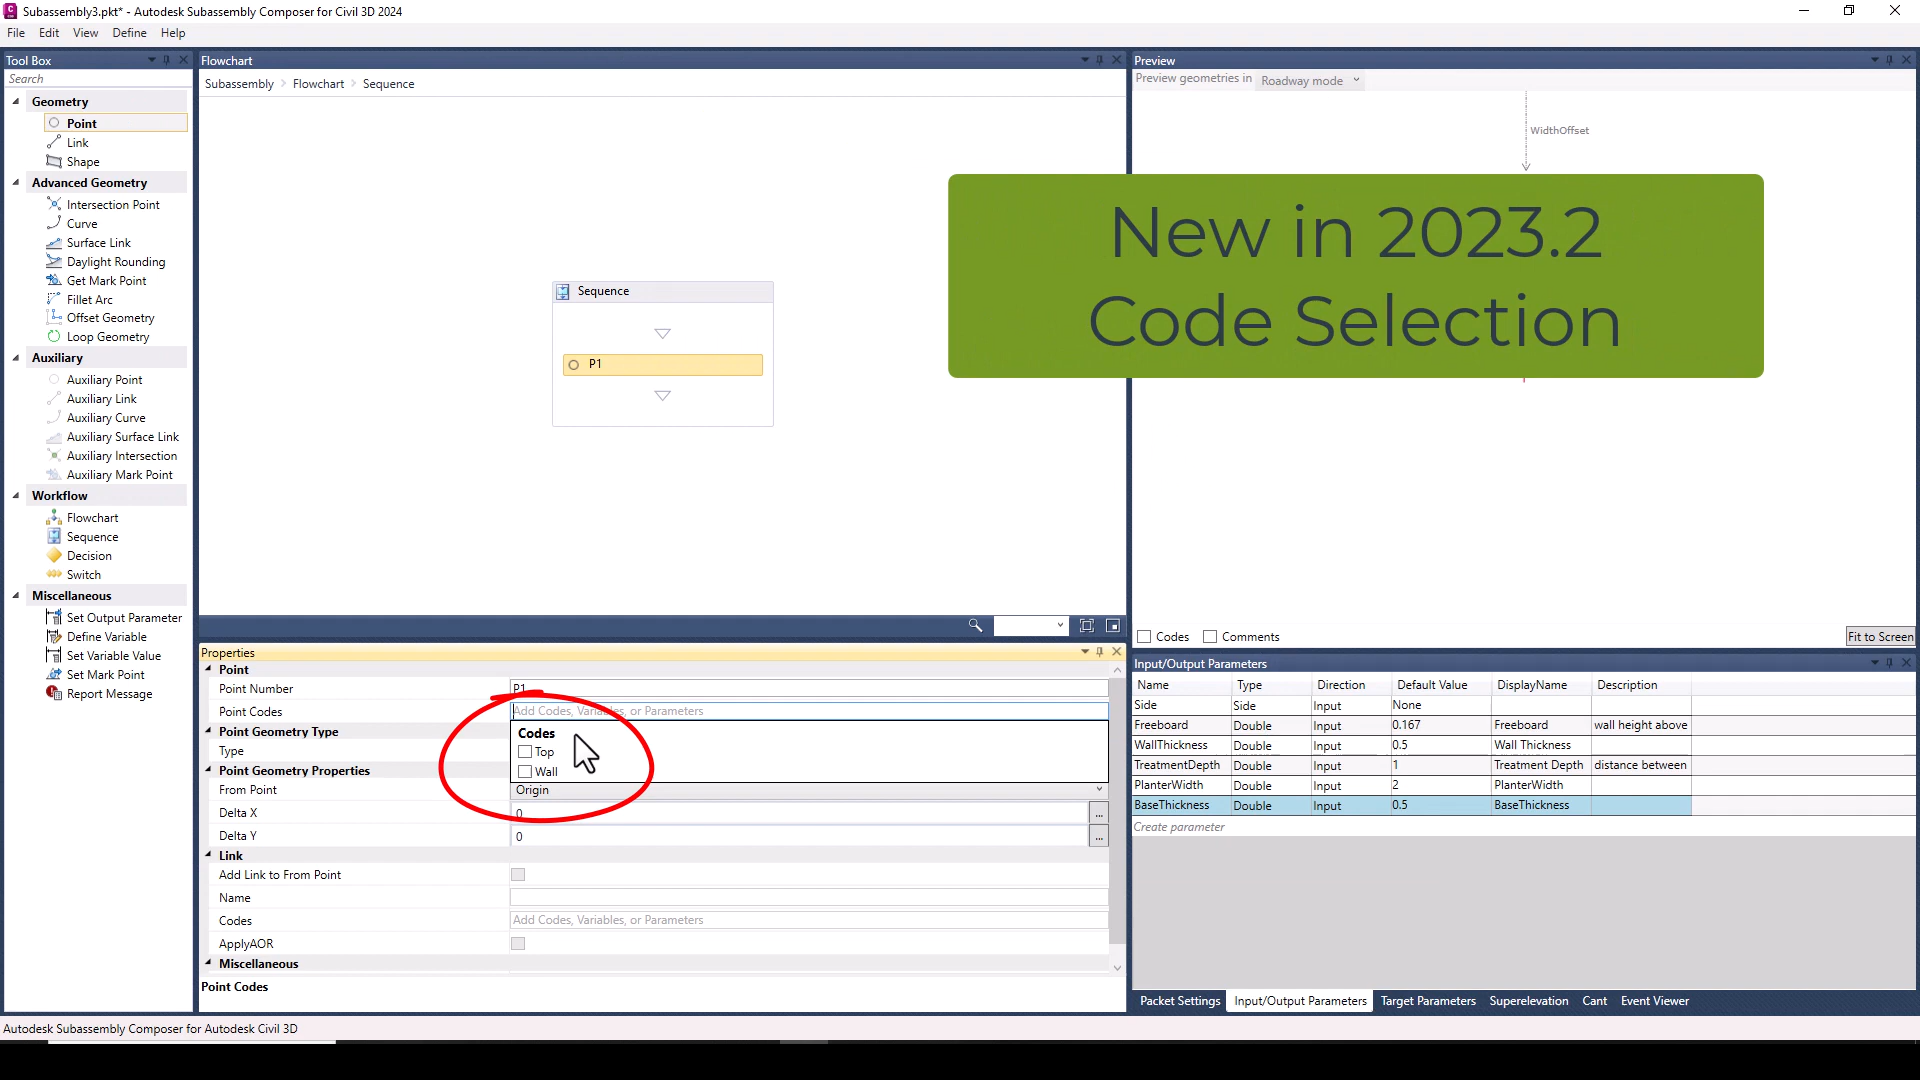 Subassembly3.pkt* - Autodesk Subassembly Composer for Civil 3D 2024
File Edit View Define Help
Tool Box
Search
Geometry
Point
Link
Shape
Advanced Geometry
Intersection Point
Curve
Surface Link
Daylight Rounding
Get Mark Point
Fillet Arc
Offset Geometry
Loop Geometry
Auxiliary
Auxiliary Point
Auxiliary Link
Auxiliary Curve
Auxiliary Surface Link
Auxiliary Intersection
Auxiliary Mark Point
Workflow
Flowchart
Sequence
Decision
Switch
Miscellaneous
Set Output Parameter
Define Variable
Set Variable Value
Set Mark Point
Report Message
Flowchart
Subassembly Flowchart Sequence
Sequence
P1
Preview
Preview geometries in Roadway mode
WidthOffset
New in 2023.2
Code Selection
Codes Comments Fit to Screen
Properties
Point
Point Number P1
Point Codes Add Codes, Variables, or Parameters
Codes
Top
Wall
Point Geometry Type
Type
Point Geometry Properties
From Point Origin
Delta X 0 ...
Delta Y 0 ...
Link
Add Link to From Point
Name
Codes Add Codes, Variables, or Parameters
ApplyAOR
Miscellaneous
Point Codes
Input/Output Parameters
Name Type Direction Default Value DisplayName Description
Side Side Input None
Freeboard Double Input 0.167 Freeboard wall height above
WallThickness Double Input 0.5 Wall Thickness
TreatmentDepth Double Input 1 Treatment Depth distance between
PlanterWidth Double Input 2 PlanterWidth
BaseThickness Double Input 0.5 BaseThickness
Create parameter
Packet Settings Input/Output Parameters Target Parameters Superelevation Cant Event Viewer
Autodesk Subassembly Composer for Autodesk Civil 3D